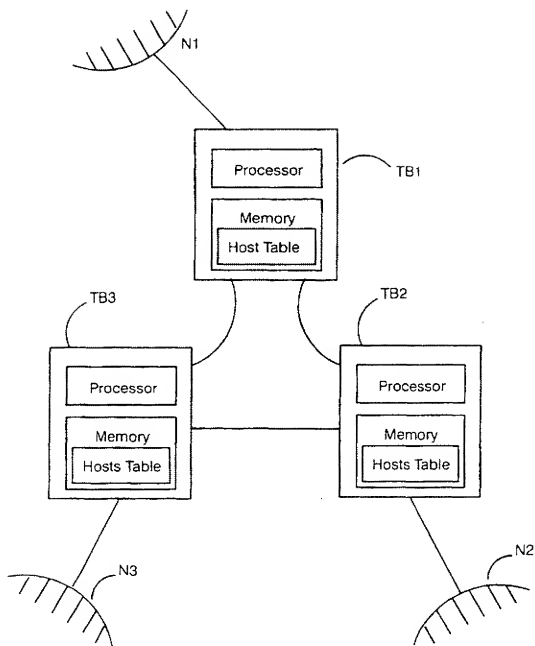 N1
Processor
TB1
Memory
Host Table
TB3
TB2
Processor
Memory
Hosts Table
Processor
Memory
Hosts Table
N3
N2